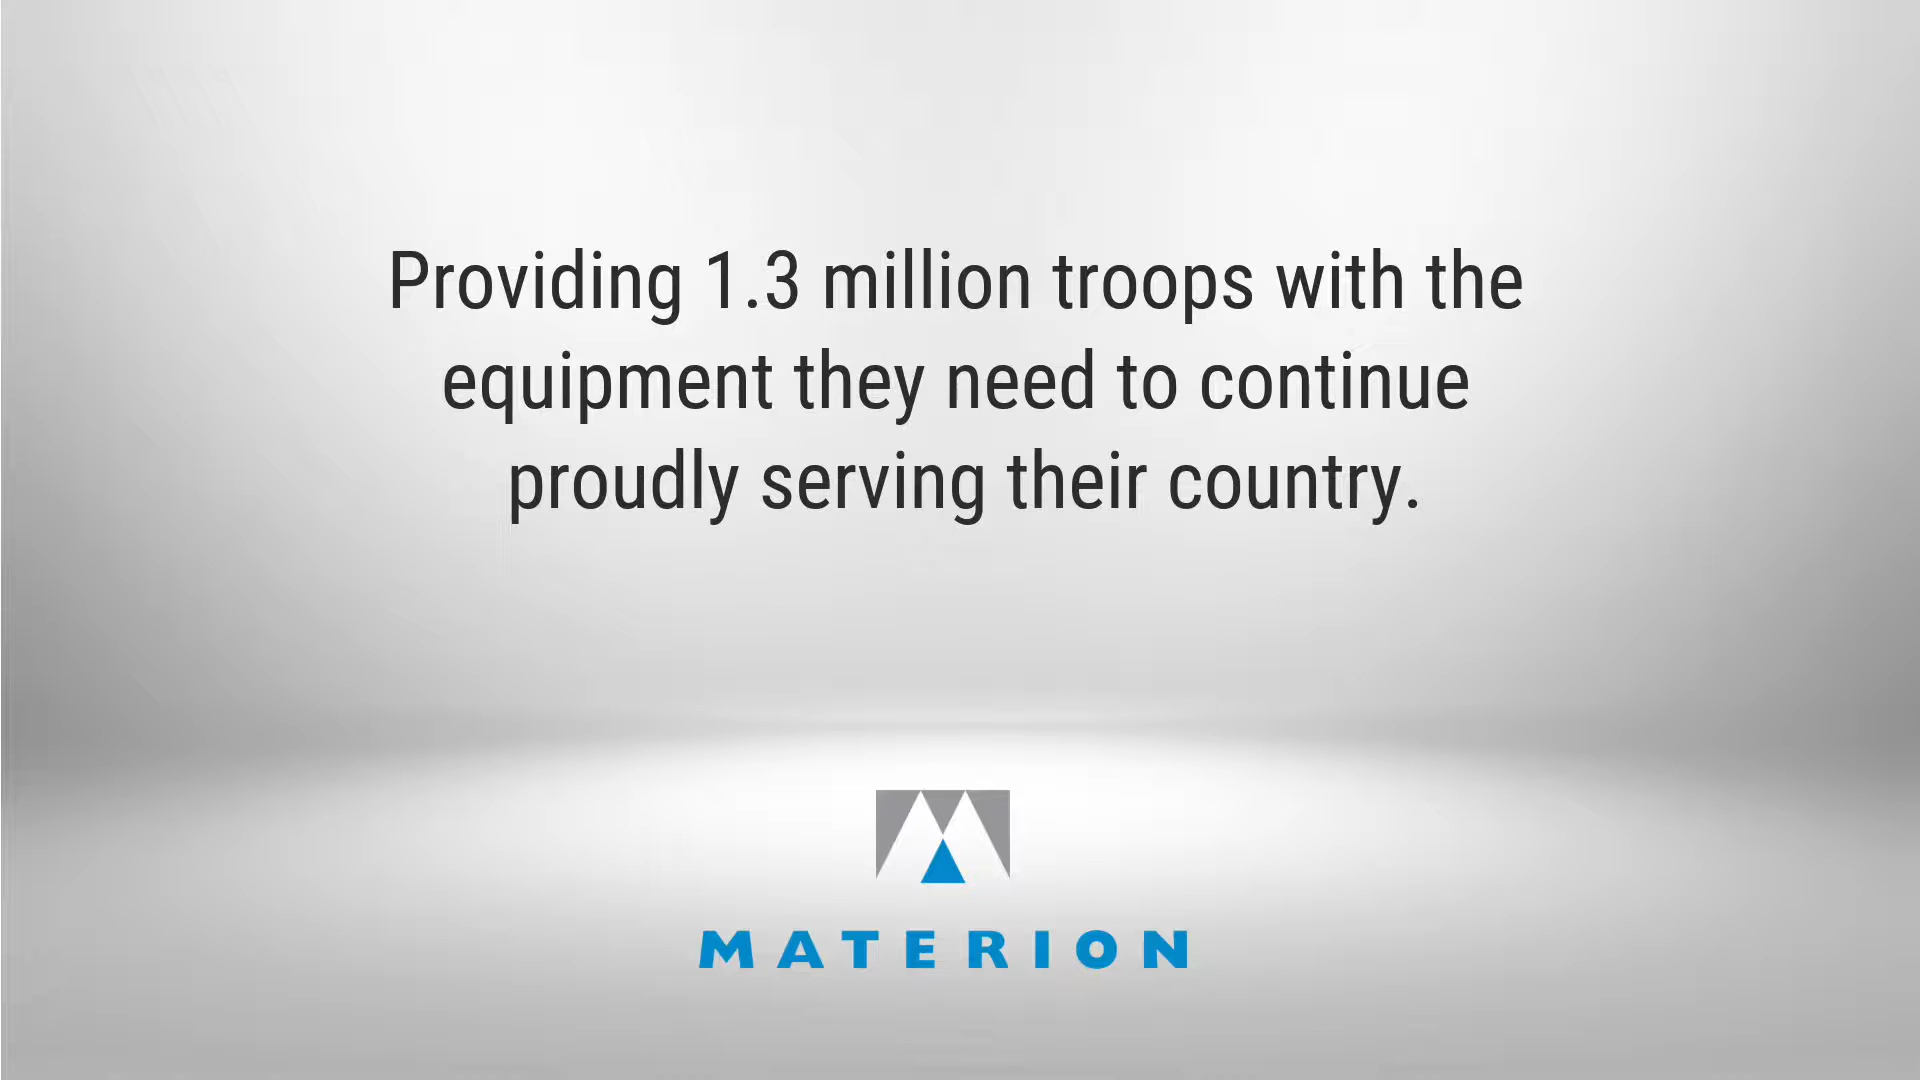 Providing 1.3 million troops with the
equipment they need to continue
proudly serving their country.
MATERION